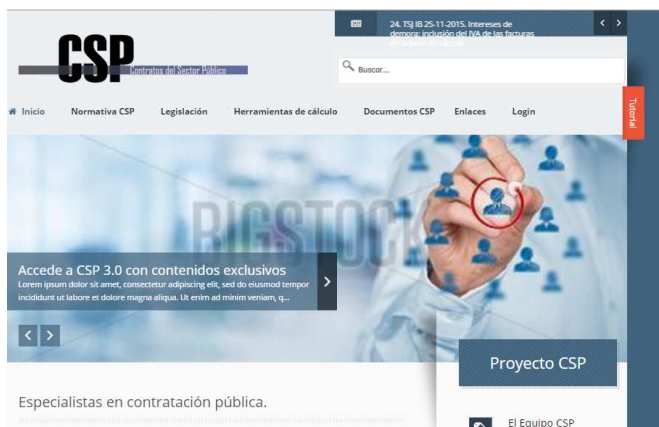 24. TSJ IB 25-11-2015. Intereses de
demora: inclusión del IVA de las facturas
CSP
Contratos del Sector Público
Buscar...
Inicio Normativa CSP Legislación Herramientas de cálculo Documentos CSP Enlaces Login
Tutorial
BIGSTOCK
Accede a CSP 3.0 con contenidos exclusivos
Lorem ipsum dolor sit amet, consectetur adipiscing elit, sed do eiusmod tempor
incididunt ut labore et dolore magna aliqua. Ut enim ad minim veniam, q...
Proyecto CSP
Especialistas en contratación pública.
El Equipo CSP